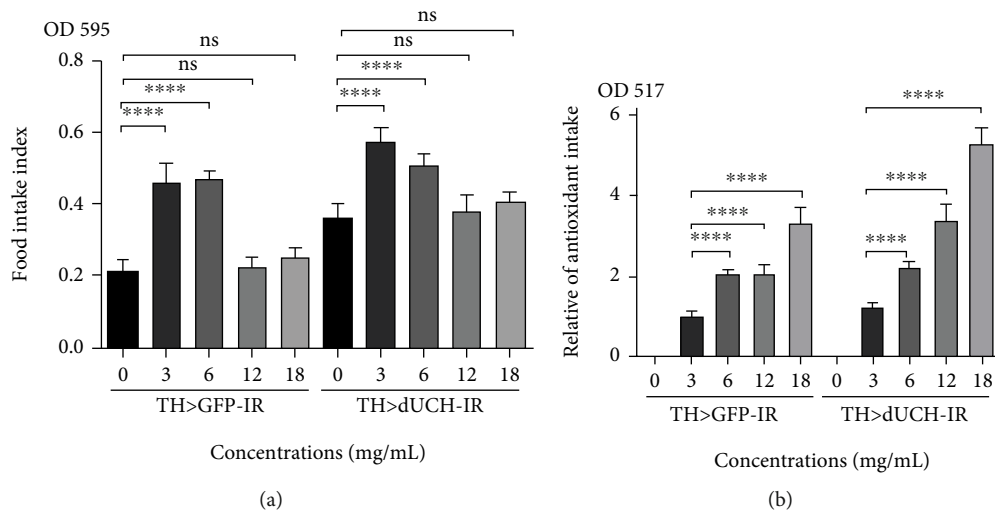 OD 595
Food intake index
0.8
0.6
0.4
0.2
0.0
ns
ns
****
****
ns
ns
****
****
0 3 6 12 18 0 3 6 12 18
TH>GFP-IR TH>dUCH-IR
Concentrations (mg/mL)
(a)
OD 517
Relative of antioxidant intake
6
4
2
0
****
****
****
****
****
****
0 3 6 12 18 0 3 6 12 18
TH>GFP-IR TH>dUCH-IR
Concentrations (mg/mL)
(b)